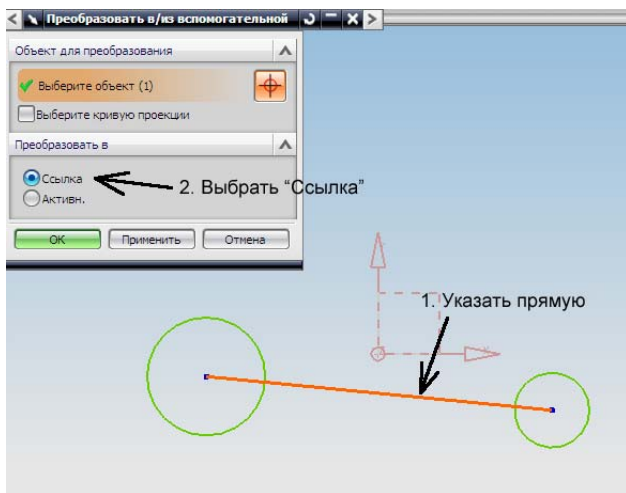 Преобразовать в/из вспомогательной
Объект для преобразования
Выберите объект (1)
Выберите кривую проекции
Преобразовать в
Ссылка
Активн.
2. Выбрать “Ссылка”
ОК Применить Отмена
1. Указать прямую